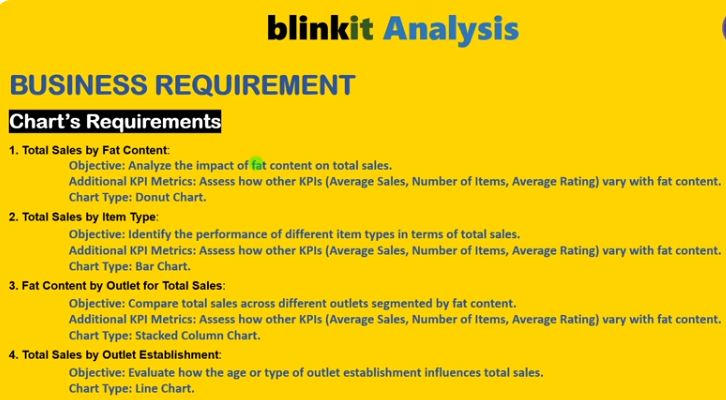 blinkit Analysis
BUSINESS REQUIREMENT
Chart's Requirements
1. Total Sales by Fat Content:
Objective: Analyze the impact of fat content on total sales.
Additional KPI Metrics: Assess how other KPIs (Average Sales, Number of Items, Average Rating) vary with fat content.
Chart Type: Donut Chart.
2. Total Sales by Item Type:
Objective: Identify the performance of different item types in terms of total sales.
Additional KPI Metrics: Assess how other KPIs (Average Sales, Number of Items, Average Rating) vary with fat content.
Chart Type: Bar Chart.
3. Fat Content by Outlet for Total Sales:
Objective: Compare total sales across different outlets segmented by fat content.
Additional KPI Metrics: Assess how other KPIs (Average Sales, Number of Items, Average Rating) vary with fat content.
Chart Type: Stacked Column Chart.
4. Total Sales by Outlet Establishment:
Objective: Evaluate how the age or type of outlet establishment influences total sales.
Chart Type: Line Chart.